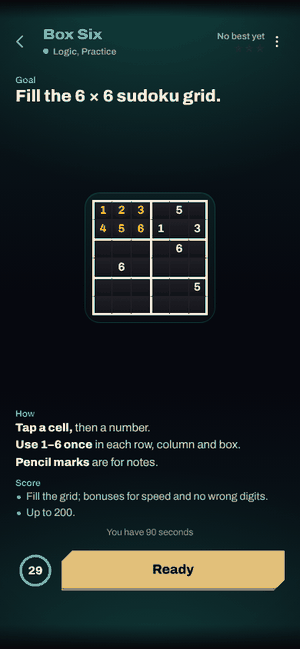 Box Six
Logic, Practice
No best yet
Goal
Fill the 6 × 6 sudoku grid.
1 2 3 5
4 5 6 1 3
6
6
5
How
Tap a cell, then a number.
Use 1–6 once in each row, column and box.
Pencil marks are for notes.
Score
Fill the grid; bonuses for speed and no wrong digits.
Up to 200.
You have 90 seconds
29
Ready